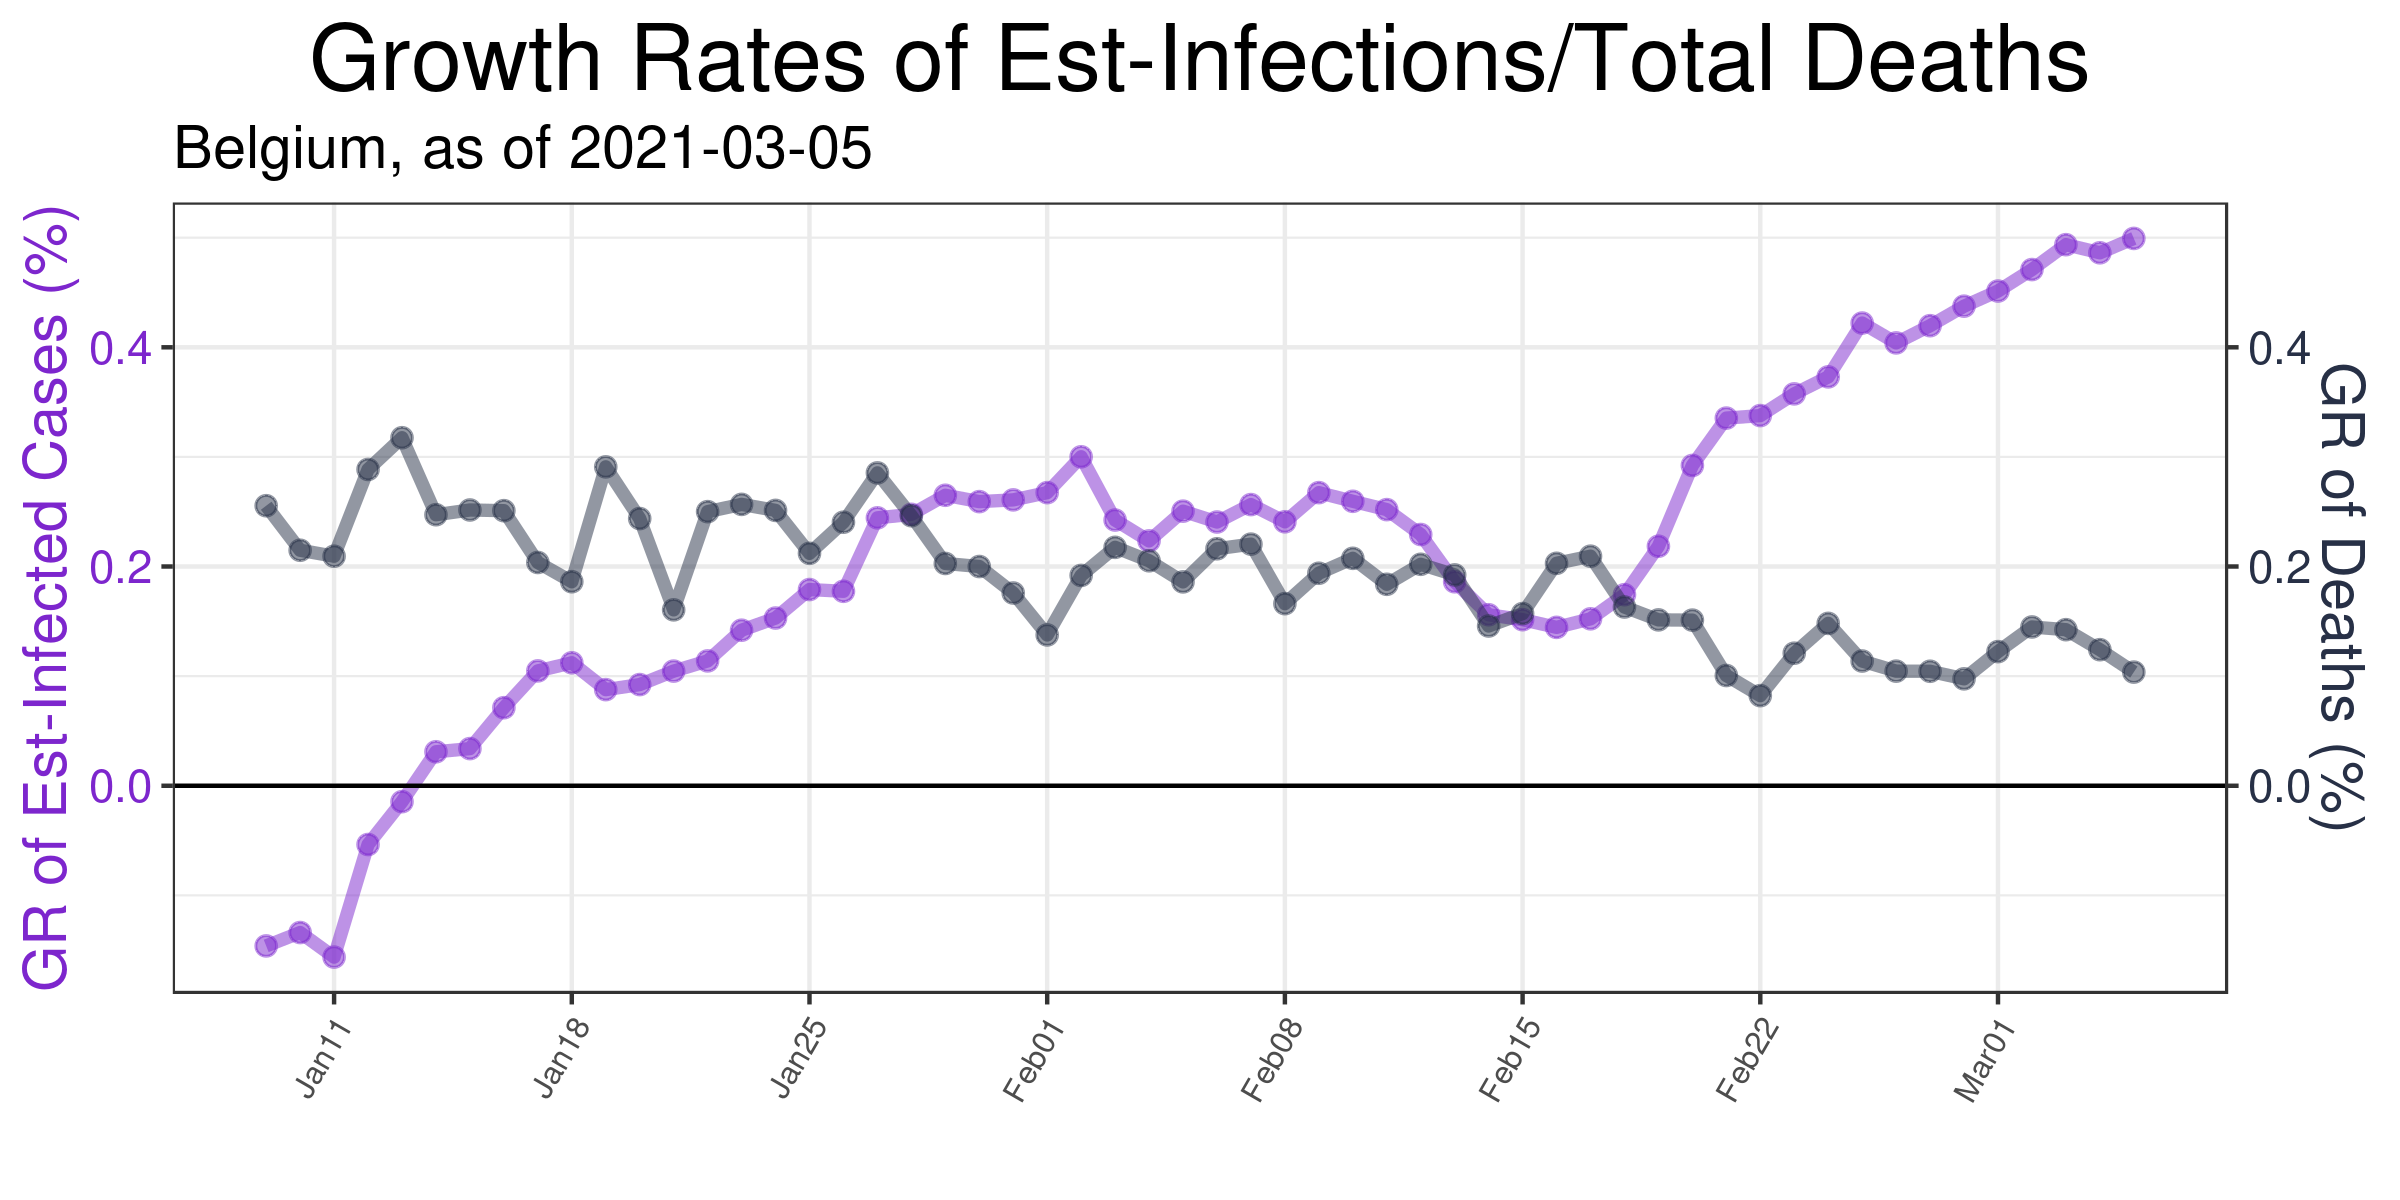 Growth Rates of Est-Infections/Total Deaths
Belgium, as of 2021-03-05
GR of Est-Infected Cases (%)
0.4
0.2
0.0
0.4
0.2
0.0
GR of Deaths (%)
Jan11
Jan18
Jan25
Feb01
Feb08
Feb15
Feb22
Mar01